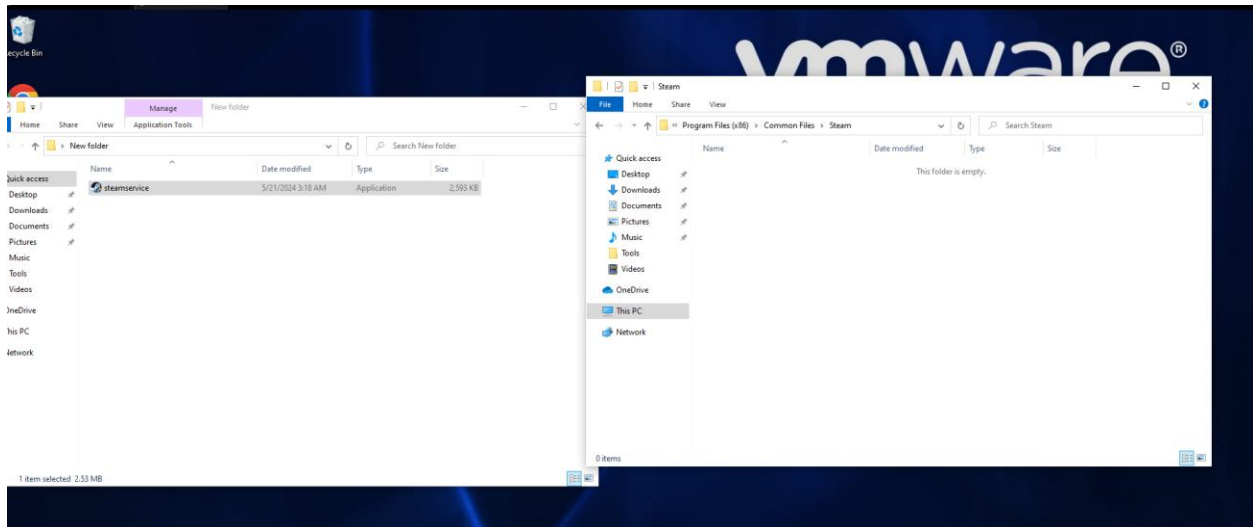 ecycle Bin
vmware®
Manage
New folder
Home
Share
View
Application Tools
New folder
Search New folder
Name
Date modified
Type
Size
steamservice
5/21/2024 3:18 AM
Application
2,593 KB
Quick access
Desktop
Downloads
Documents
Pictures
Music
Tools
Videos
OneDrive
This PC
Network
1 item selected 2.53 MB
Steam
File
Home
Share
View
« Program Files (x86) › Common Files › Steam
Search Steam
Name
Date modified
Type
Size
This folder is empty.
Quick access
Desktop
Downloads
Documents
Pictures
Music
Tools
Videos
OneDrive
This PC
Network
0 items